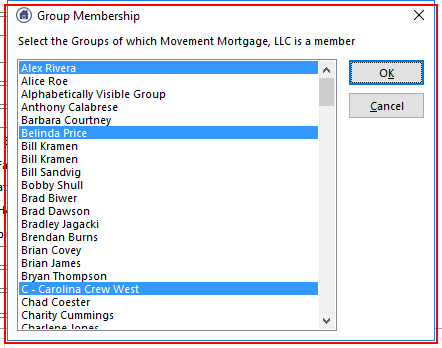 Group Membership
Select the Groups of which Movement Mortgage, LLC is a member
Alex Rivera
Alice Roe
Alphabetically Visible Group
Anthony Calabrese
Barbara Courtney
Belinda Price
Bill Kramen
Bill Kramen
Bill Sandvig
Bobby Shull
Brad Biwer
Brad Dawson
Bradley Jagacki
Brendan Burns
Brian Covey
Brian James
Bryan Thompson
C - Carolina Crew West
Chad Coester
Charity Cummings
Charlene Jones
OK
Cancel